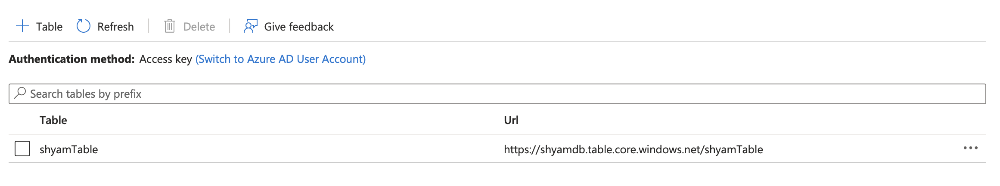 Table Refresh Delete Give feedback
Authentication method: Access key (Switch to Azure AD User Account)
Search tables by prefix
Table Url
shyamTable https://shyamdb.table.core.windows.net/shyamTable